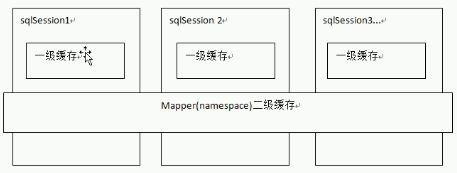 sqlSession1
sqlSession 2
sqlSession3...
一级缓存
一级缓存
一级缓存
Mapper(namespace)二级缓存